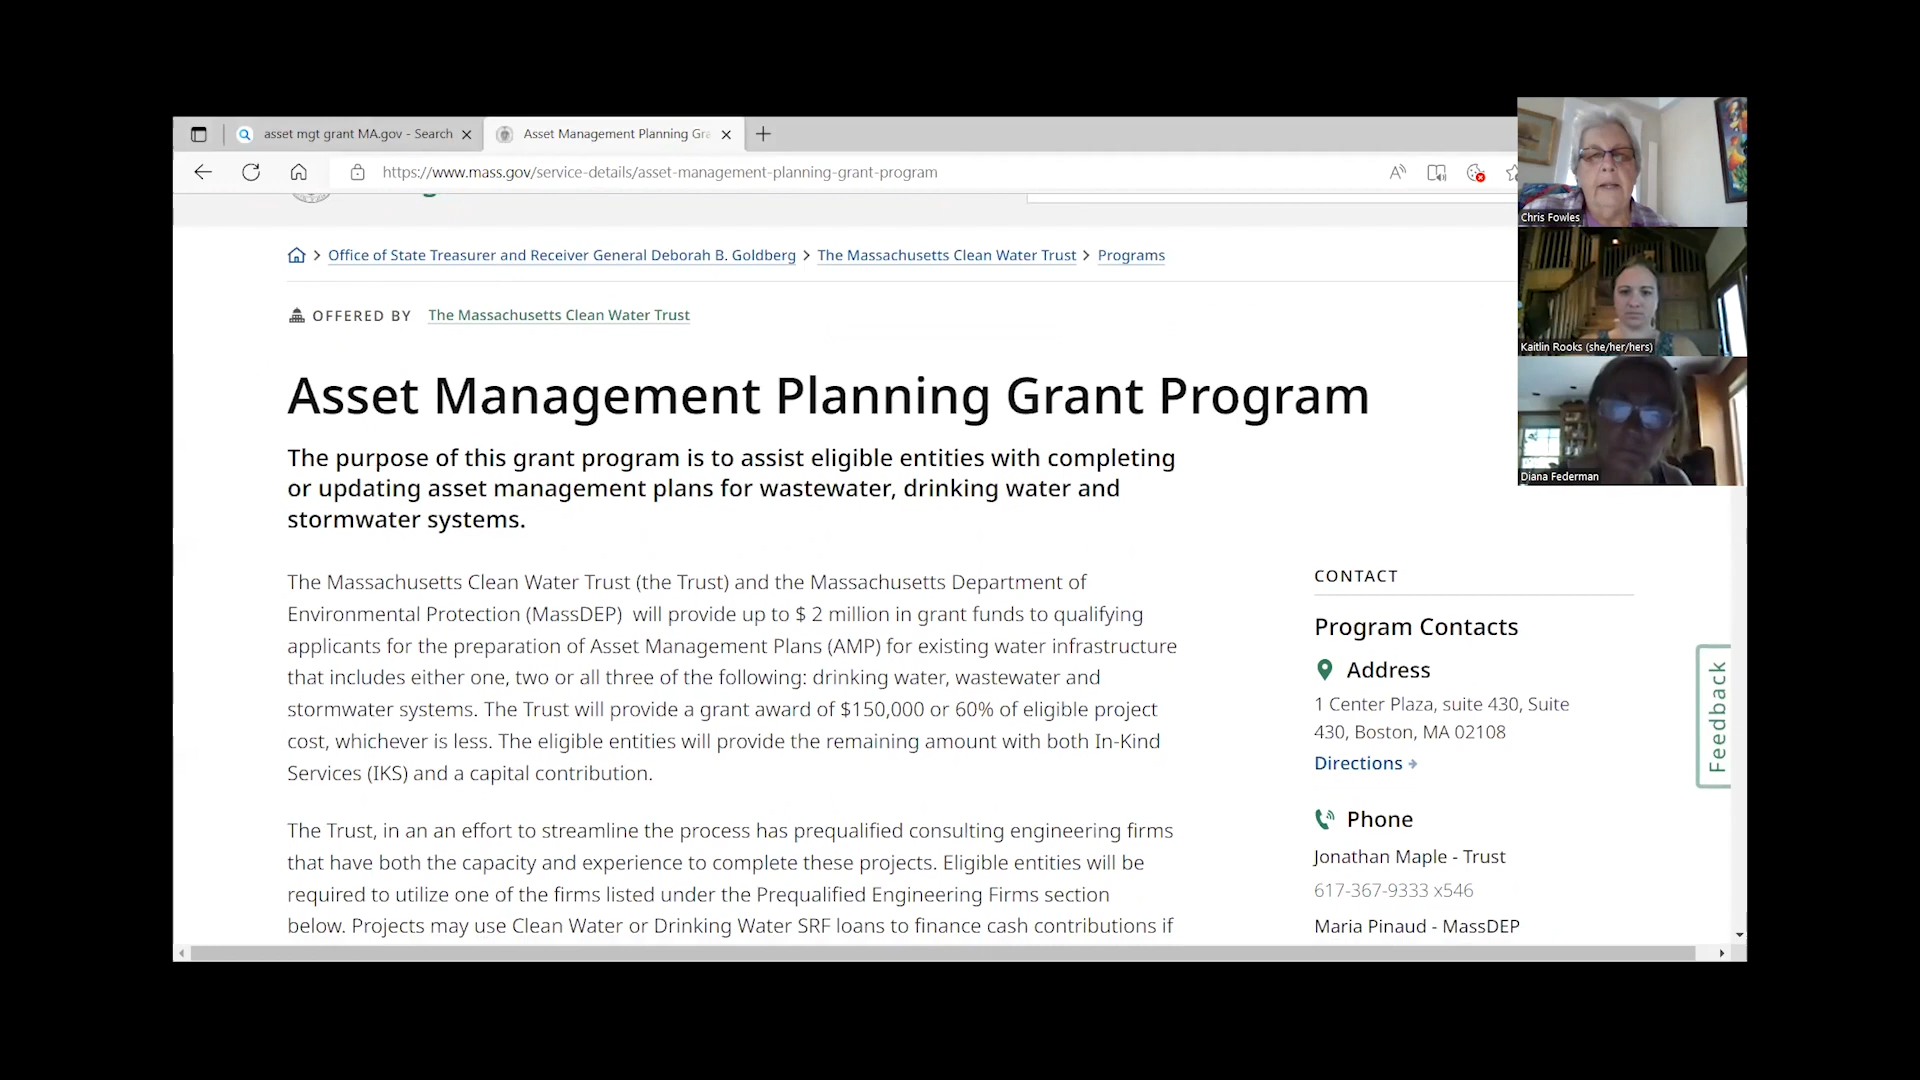 asset mgt grant MA.gov - Search
Asset Management Planning Gra
https://www.mass.gov/service-details/asset-management-planning-grant-program
Office of State Treasurer and Receiver General Deborah B. Goldberg > The Massachusetts Clean Water Trust > Programs
OFFERED BY The Massachusetts Clean Water Trust
Asset Management Planning Grant Program
The purpose of this grant program is to assist eligible entities with completing
or updating asset management plans for wastewater, drinking water and
stormwater systems.
The Massachusetts Clean Water Trust (the Trust) and the Massachusetts Department of
Environmental Protection (MassDEP) will provide up to $ 2 million in grant funds to qualifying
applicants for the preparation of Asset Management Plans (AMP) for existing water infrastructure
that includes either one, two or all three of the following: drinking water, wastewater and
stormwater systems. The Trust will provide a grant award of $150,000 or 60% of eligible project
cost, whichever is less. The eligible entities will provide the remaining amount with both In-Kind
Services (IKS) and a capital contribution.
The Trust, in an an effort to streamline the process has prequalified consulting engineering firms
that have both the capacity and experience to complete these projects. Eligible entities will be
required to utilize one of the firms listed under the Prequalified Engineering Firms section
below. Projects may use Clean Water or Drinking Water SRF loans to finance cash contributions if
CONTACT
Program Contacts
Address
1 Center Plaza, suite 430, Suite
430, Boston, MA 02108
Directions
Phone
Jonathan Maple - Trust
617-367-9333 x546
Maria Pinaud - MassDEP
Feedback
Chris Fowles
Kaitlin Rooks (she/her/hers)
Diana Federman